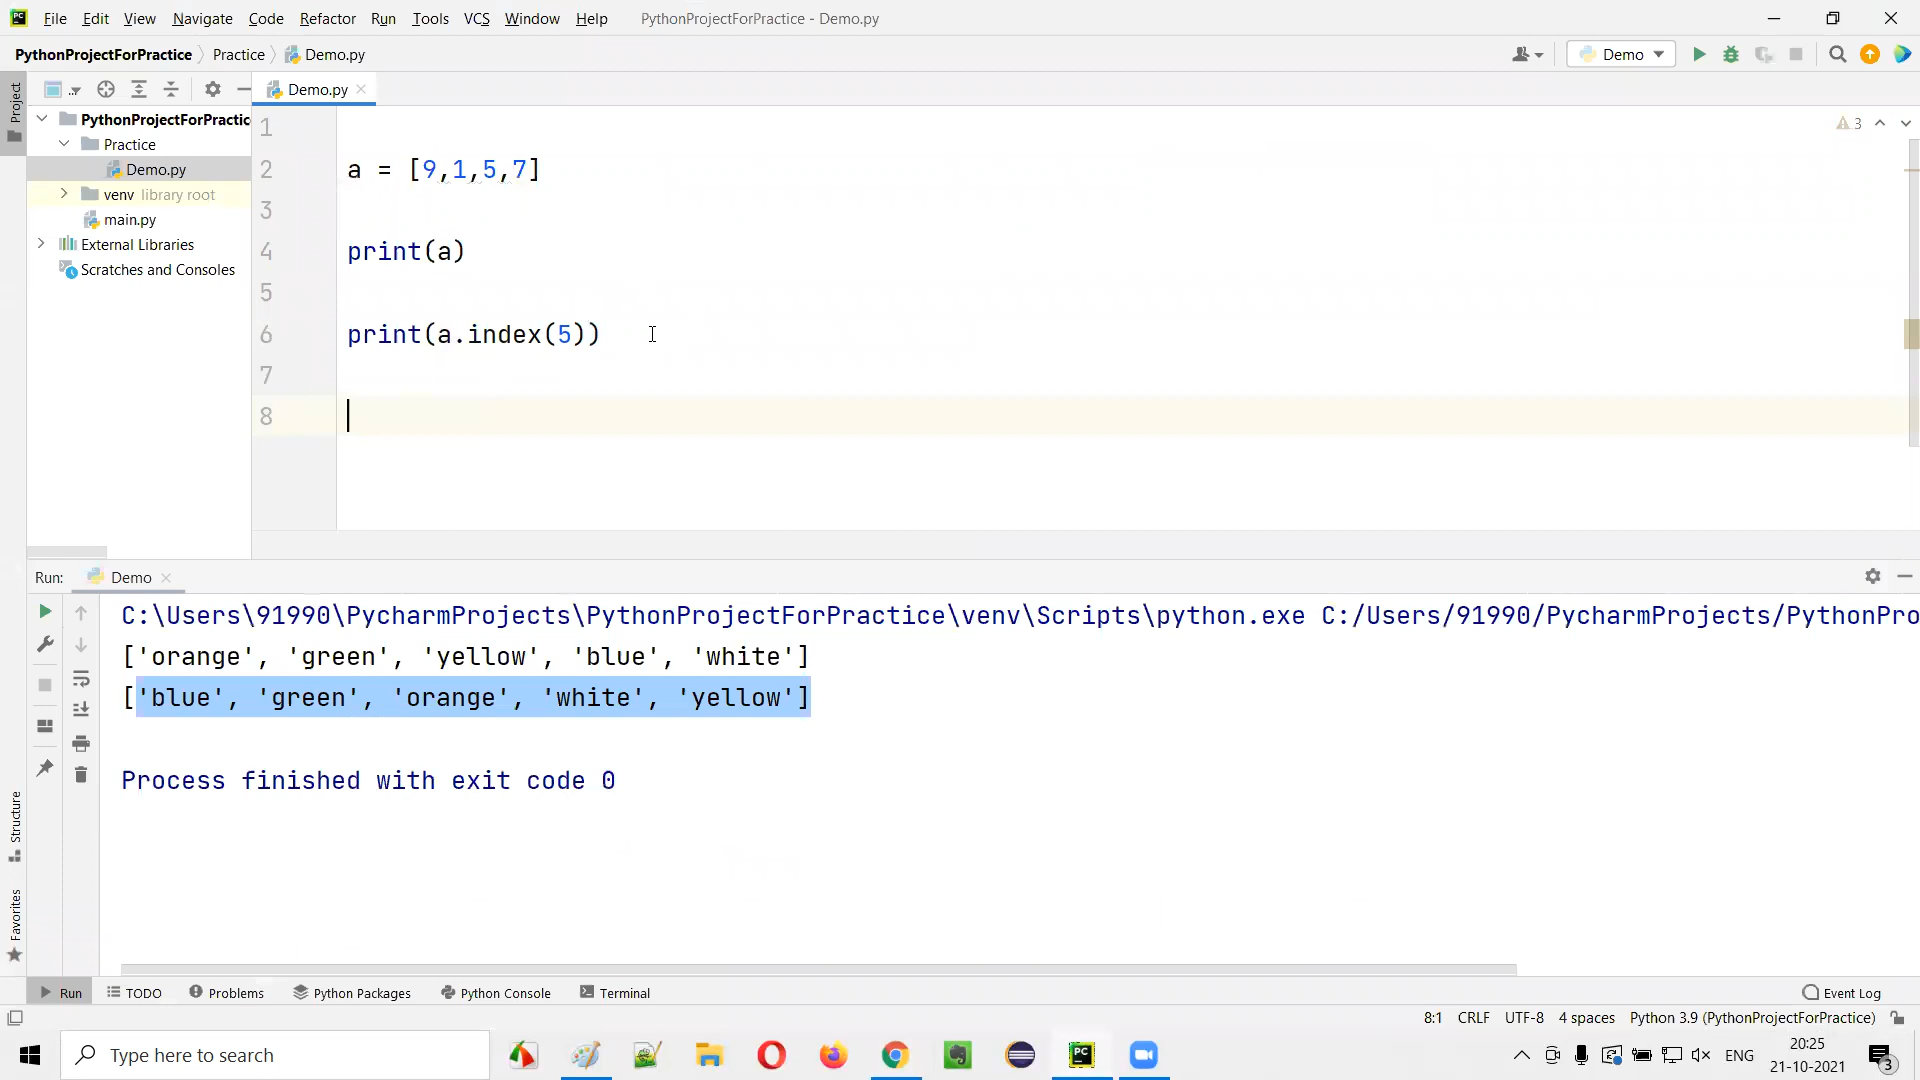 File Edit View Navigate Code Refactor Run Tools VCS Window Help PythonProjectForPractice - Demo.py
PythonProjectForPractice Practice Demo.py Demo
Project
Demo.py
PythonProjectForPractic
Practice
Demo.py
venv library root
main.py
External Libraries
Scratches and Consoles
3
1
2 a = [9,1,5,7]
3
4 print(a)
5
6 print(a.index(5))
7
8
Run: Demo
C:\Users\91990\PycharmProjects\PythonProjectForPractice\venv\Scripts\python.exe C:/Users/91990/PycharmProjects/PythonPro
['orange', 'green', 'yellow', 'blue', 'white']
['blue', 'green', 'orange', 'white', 'yellow']
Process finished with exit code 0
Structure
Favorites
Run TODO Problems Python Packages Python Console Terminal Event Log
8:1 CRLF UTF-8 4 spaces Python 3.9 (PythonProjectForPractice)
Type here to search
PC
PC
ENG
20:25
21-10-2021
3